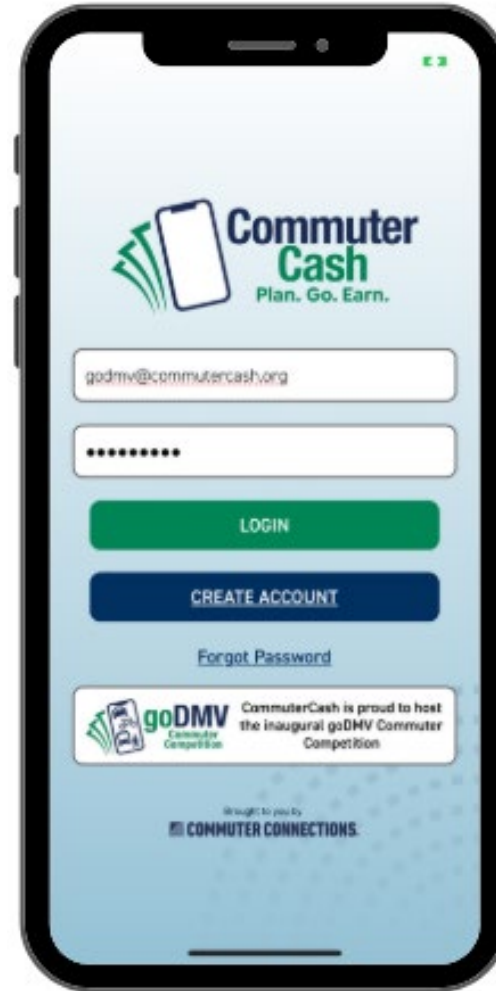 Commuter
Cash
Plan. Go. Earn.
godmv@commutercash.org
•••••••••
LOGIN
CREATE ACCOUNT
Forgot Password
goDMV
Commuter
Competition
CommuterCash is proud to host
the inaugural goDMV Commuter
Competition
Brought to you by
COMMUTER CONNECTIONS.